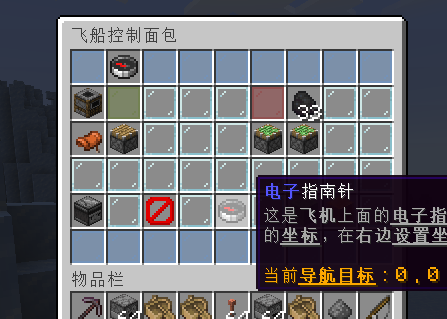 飞船控制面包
33
电子指南针
这是飞机上面的电子指
的坐标，在右边设置坐
当前导航目标：0，0
物品栏
64 64 64